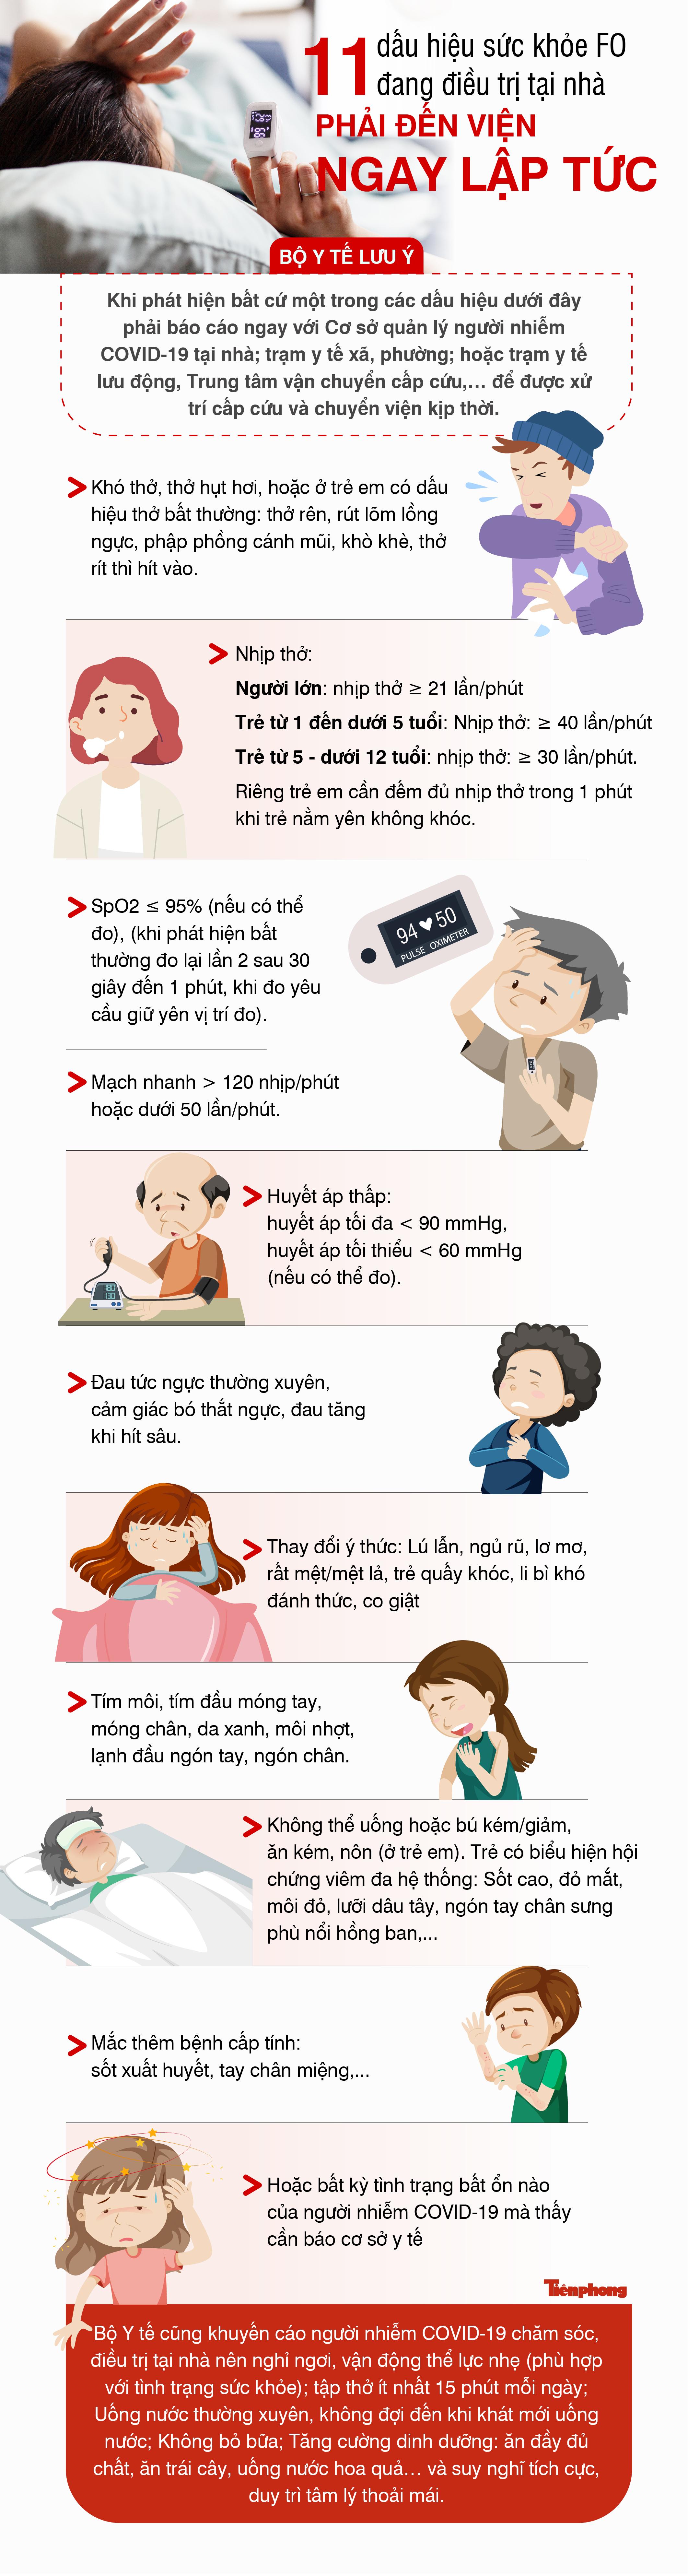 11 dấu hiệu sức khỏe FO
đang điều trị tại nhà
PHẢI ĐẾN VIỆN
NGAY LẬP TỨC
BỘ Y TẾ LƯU Ý
Khi phát hiện bất cứ một trong các dấu hiệu dưới đây
phải báo cáo ngay với Cơ sở quản lý người nhiễm
COVID-19 tại nhà; trạm y tế xã, phường; hoặc trạm y tế
lưu động, Trung tâm vận chuyển cấp cứu,... để được xử
trí cấp cứu và chuyển viện kịp thời.
Khó thở, thở hụt hơi, hoặc ở trẻ em có dấu
hiệu thở bất thường: thở rên, rút lõm lồng
ngực, phập phồng cánh mũi, khò khè, thở
rít thì hít vào.
Nhịp thở:
Người lớn: nhịp thở ≥ 21 lần/phút
Trẻ từ 1 đến dưới 5 tuổi: Nhịp thở: ≥ 40 lần/phút
Trẻ từ 5 - dưới 12 tuổi: nhịp thở: ≥ 30 lần/phút.
Riêng trẻ em cần đếm đủ nhịp thở trong 1 phút
khi trẻ nằm yên không khóc.
SpO2 ≤ 95% (nếu có thể
đo), (khi phát hiện bất
thường đo lại lần 2 sau 30
giây đến 1 phút, khi đo yêu
cầu giữ yên vị trí đo).
94 50
PULSE OXIMETER
Mạch nhanh > 120 nhịp/phút
hoặc dưới 50 lần/phút.
Huyết áp thấp:
huyết áp tối đa < 90 mmHg,
huyết áp tối thiểu < 60 mmHg
(nếu có thể đo).
Đau tức ngực thường xuyên,
cảm giác bó thắt ngực, đau tăng
khi hít sâu.
Thay đổi ý thức: Lú lẫn, ngủ rũ, lơ mơ,
rất mệt/mệt lả, trẻ quấy khóc, li bì khó
đánh thức, co giật
Tím môi, tím đầu móng tay,
móng chân, da xanh, môi nhợt,
lạnh đầu ngón tay, ngón chân.
Không thể uống hoặc bú kém/giảm,
ăn kém, nôn (ở trẻ em). Trẻ có biểu hiện hội
chứng viêm đa hệ thống: Sốt cao, đỏ mắt,
môi đỏ, lưỡi dâu tây, ngón tay chân sưng
phù nổi hồng ban,...
Mắc thêm bệnh cấp tính:
sốt xuất huyết, tay chân miệng,...
Hoặc bất kỳ tình trạng bất ổn nào
của người nhiễm COVID-19 mà thấy
cần báo cơ sở y tế
Tiềnphong
Bộ Y tế cũng khuyến cáo người nhiễm COVID-19 chăm sóc,
điều trị tại nhà nên nghỉ ngơi, vận động thể lực nhẹ (phù hợp
với tình trạng sức khỏe); tập thở ít nhất 15 phút mỗi ngày;
Uống nước thường xuyên, không đợi đến khi khát mới uống
nước; Không bỏ bữa; Tăng cường dinh dưỡng: ăn đầy đủ
chất, ăn trái cây, uống nước hoa quả... và suy nghĩ tích cực,
duy trì tâm lý thoải mái.